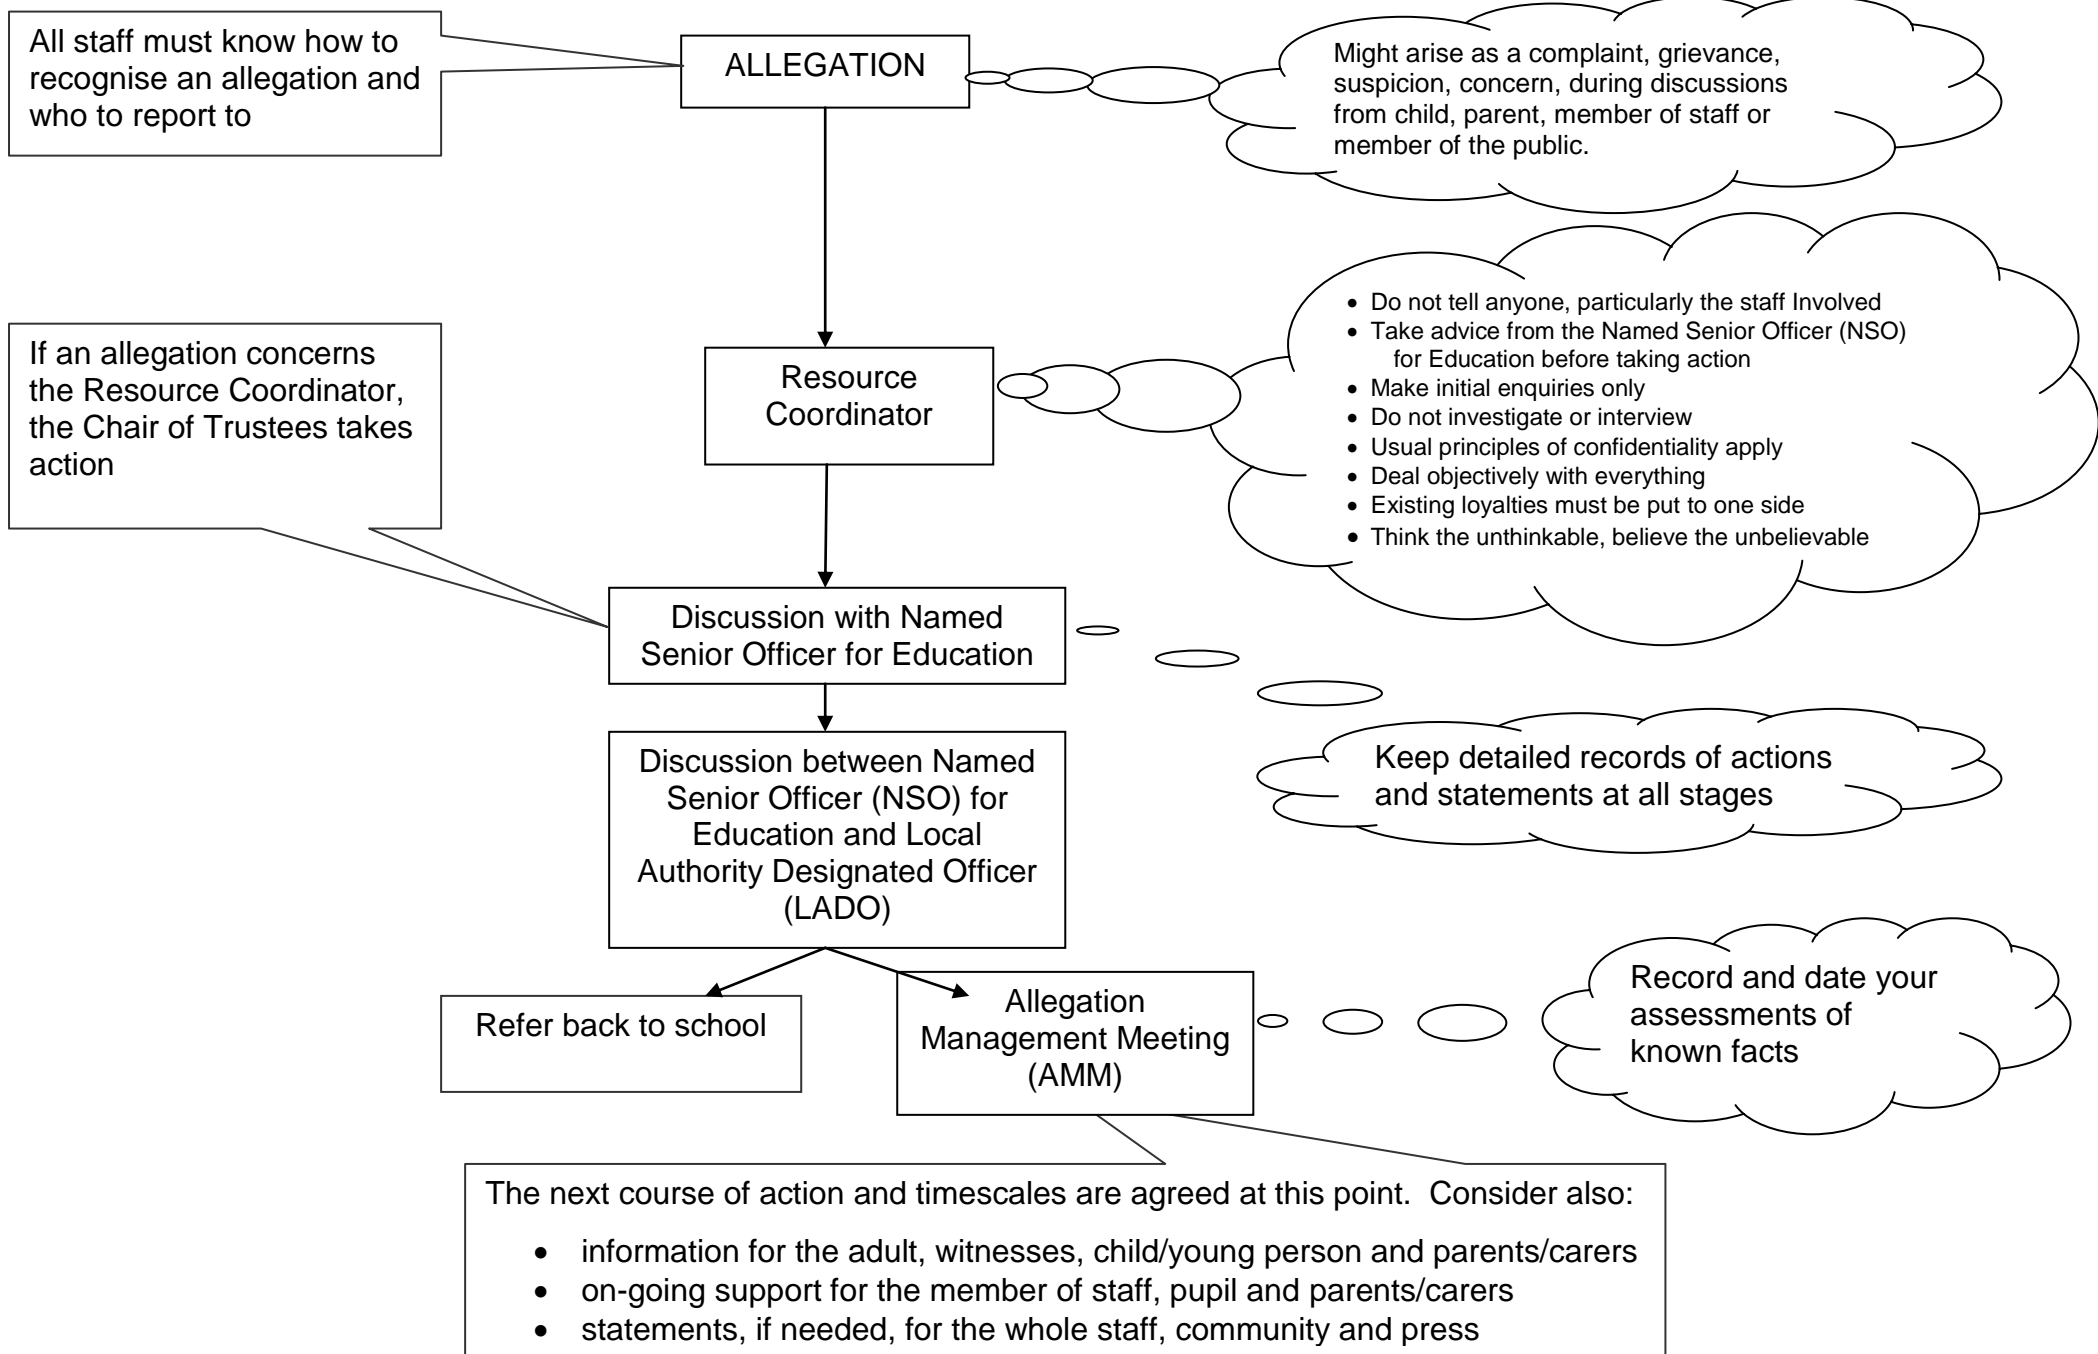 All staff must know how to
recognise an allegation and
who to report to
ALLEGATION
Might arise as a complaint, grievance,
suspicion, concern, during discussions
from child, parent, member of staff or
member of the public.
Resource
Coordinator
• Do not tell anyone, particularly the staff Involved
• Take advice from the Named Senior Officer (NSO)
for Education before taking action
• Make initial enquiries only
• Do not investigate or interview
• Usual principles of confidentiality apply
• Deal objectively with everything
• Existing loyalties must be put to one side
• Think the unthinkable, believe the unbelievable
If an allegation concerns
the Resource Coordinator,
the Chair of Trustees takes
action
Discussion with Named
Senior Officer for Education
Discussion between Named
Senior Officer (NSO) for
Education and Local
Authority Designated Officer
(LADO)
Keep detailed records of actions
and statements at all stages
Refer back to school
Allegation
Management Meeting
(AMM)
Record and date your
assessments of
known facts
The next course of action and timescales are agreed at this point.  Consider also:
• information for the adult, witnesses, child/young person and parents/carers
• on-going support for the member of staff, pupil and parents/carers
• statements, if needed, for the whole staff, community and press